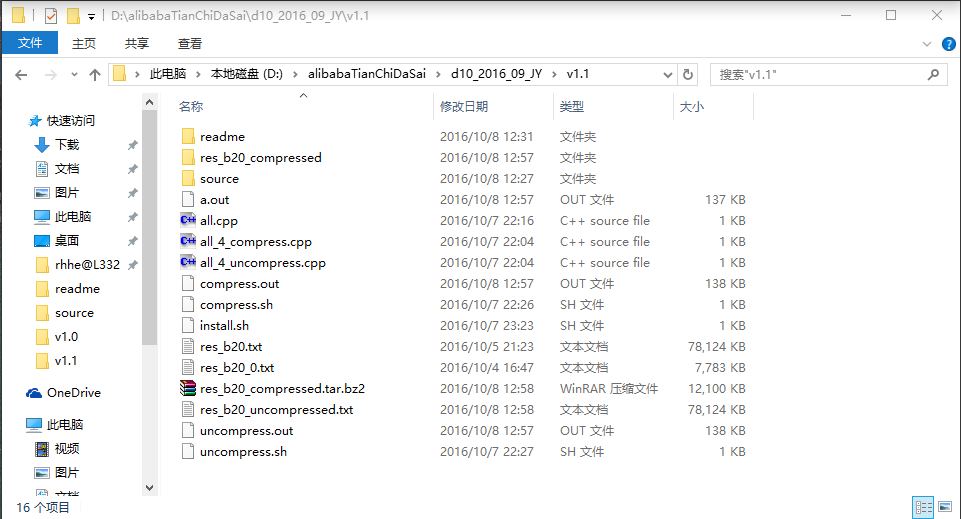 D:\alibabaTianChiDaSai\d10_2016_09_JY\v1.1
文件 主页 共享 查看
此电脑 本地磁盘 (D:) alibabaTianChiDaSai d10_2016_09_JY v1.1 搜索"v1.1"
快速访问
下载
文档
图片
此电脑
桌面
rhhe@L332
readme
source
v1.0
v1.1
OneDrive
此电脑
视频
图片
文档
名称 修改日期 类型 大小
readme 2016/10/8 12:31 文件夹
res_b20_compressed 2016/10/8 12:57 文件夹
source 2016/10/8 12:27 文件夹
a.out 2016/10/8 12:57 OUT 文件 137 KB
all.cpp 2016/10/7 22:16 C++ source file 1 KB
all_4_compress.cpp 2016/10/7 22:04 C++ source file 1 KB
all_4_uncompress.cpp 2016/10/7 22:04 C++ source file 1 KB
compress.out 2016/10/8 12:57 OUT 文件 138 KB
compress.sh 2016/10/7 22:26 SH 文件 1 KB
install.sh 2016/10/7 23:23 SH 文件 1 KB
res_b20.txt 2016/10/5 21:23 文本文档 78,124 KB
res_b20_0.txt 2016/10/4 16:47 文本文档 7,783 KB
res_b20_compressed.tar.bz2 2016/10/8 12:58 WinRAR 压缩文件 12,100 KB
res_b20_uncompressed.txt 2016/10/8 12:58 文本文档 78,124 KB
uncompress.out 2016/10/8 12:57 OUT 文件 138 KB
uncompress.sh 2016/10/7 22:27 SH 文件 1 KB
16 个项目